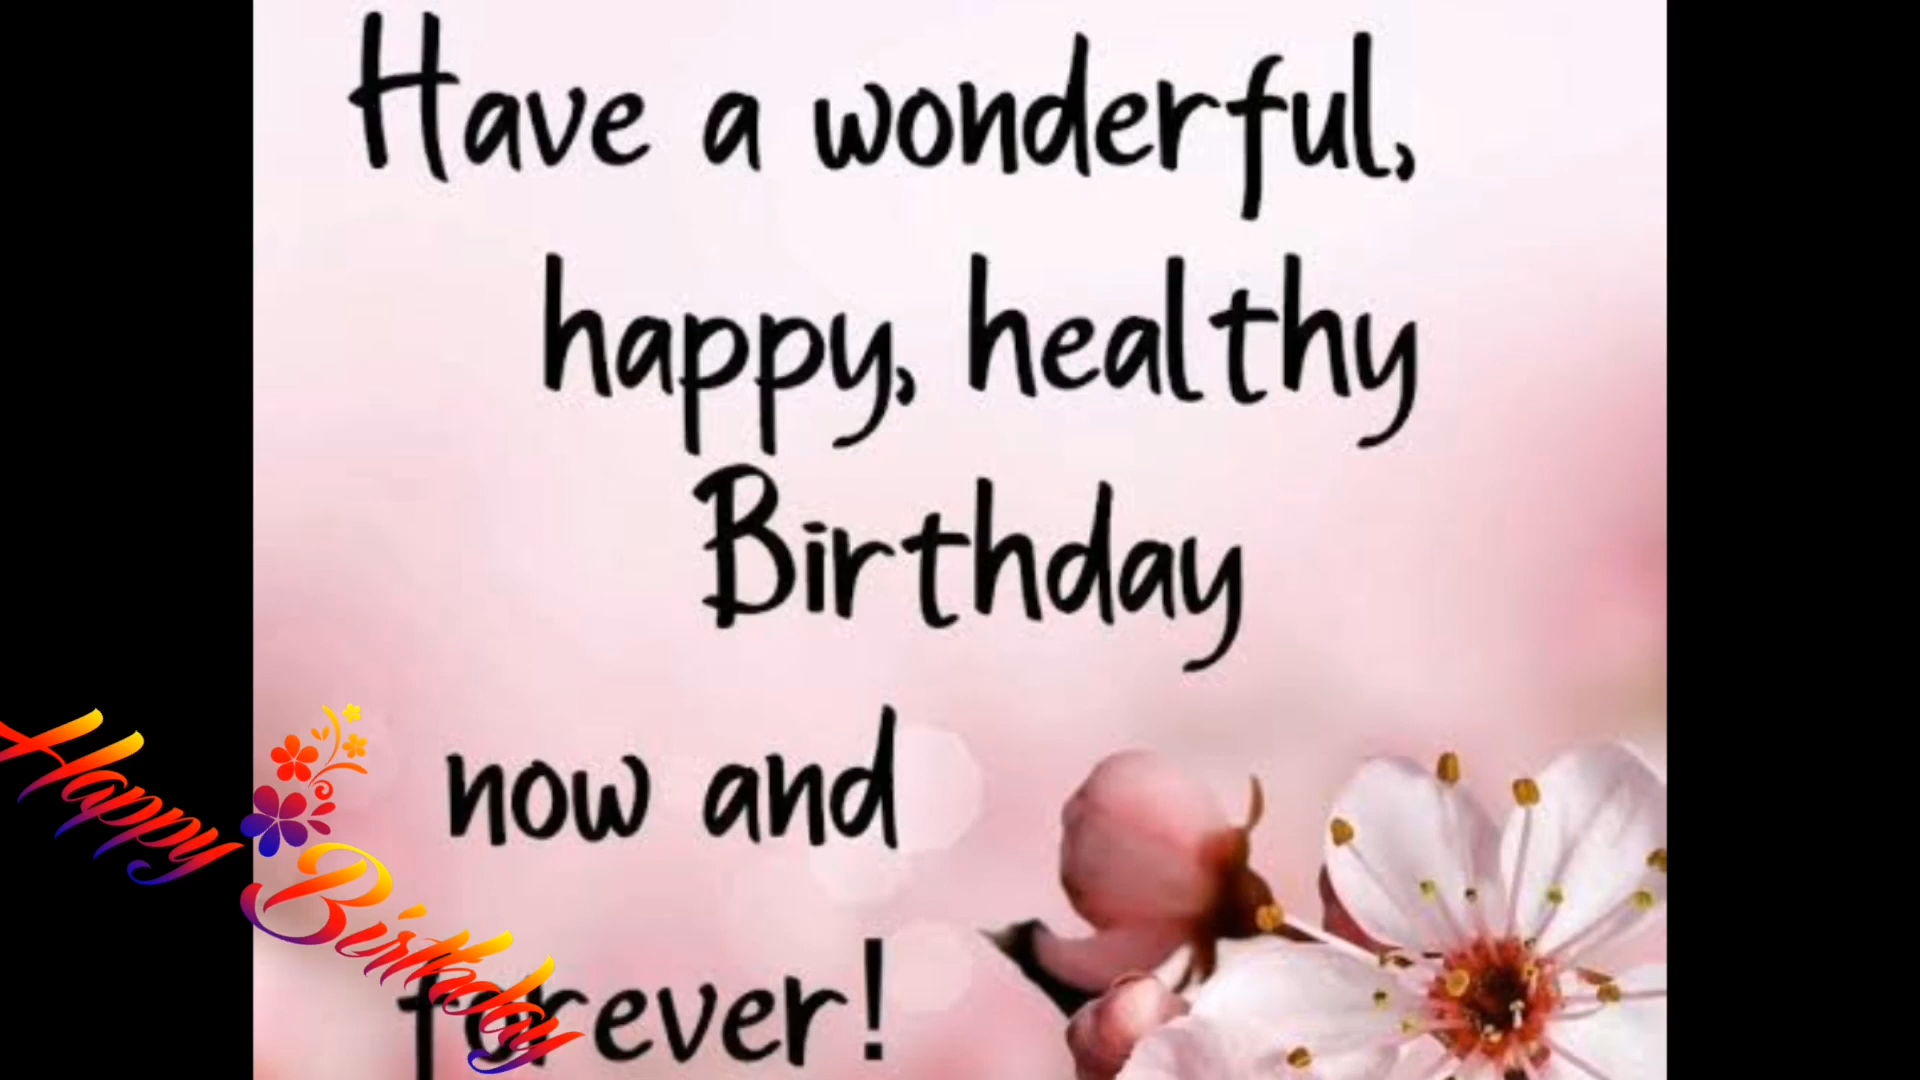 Have a wonderful,
happy, healthy
Birthday
now and
forever!
Happy Birthday